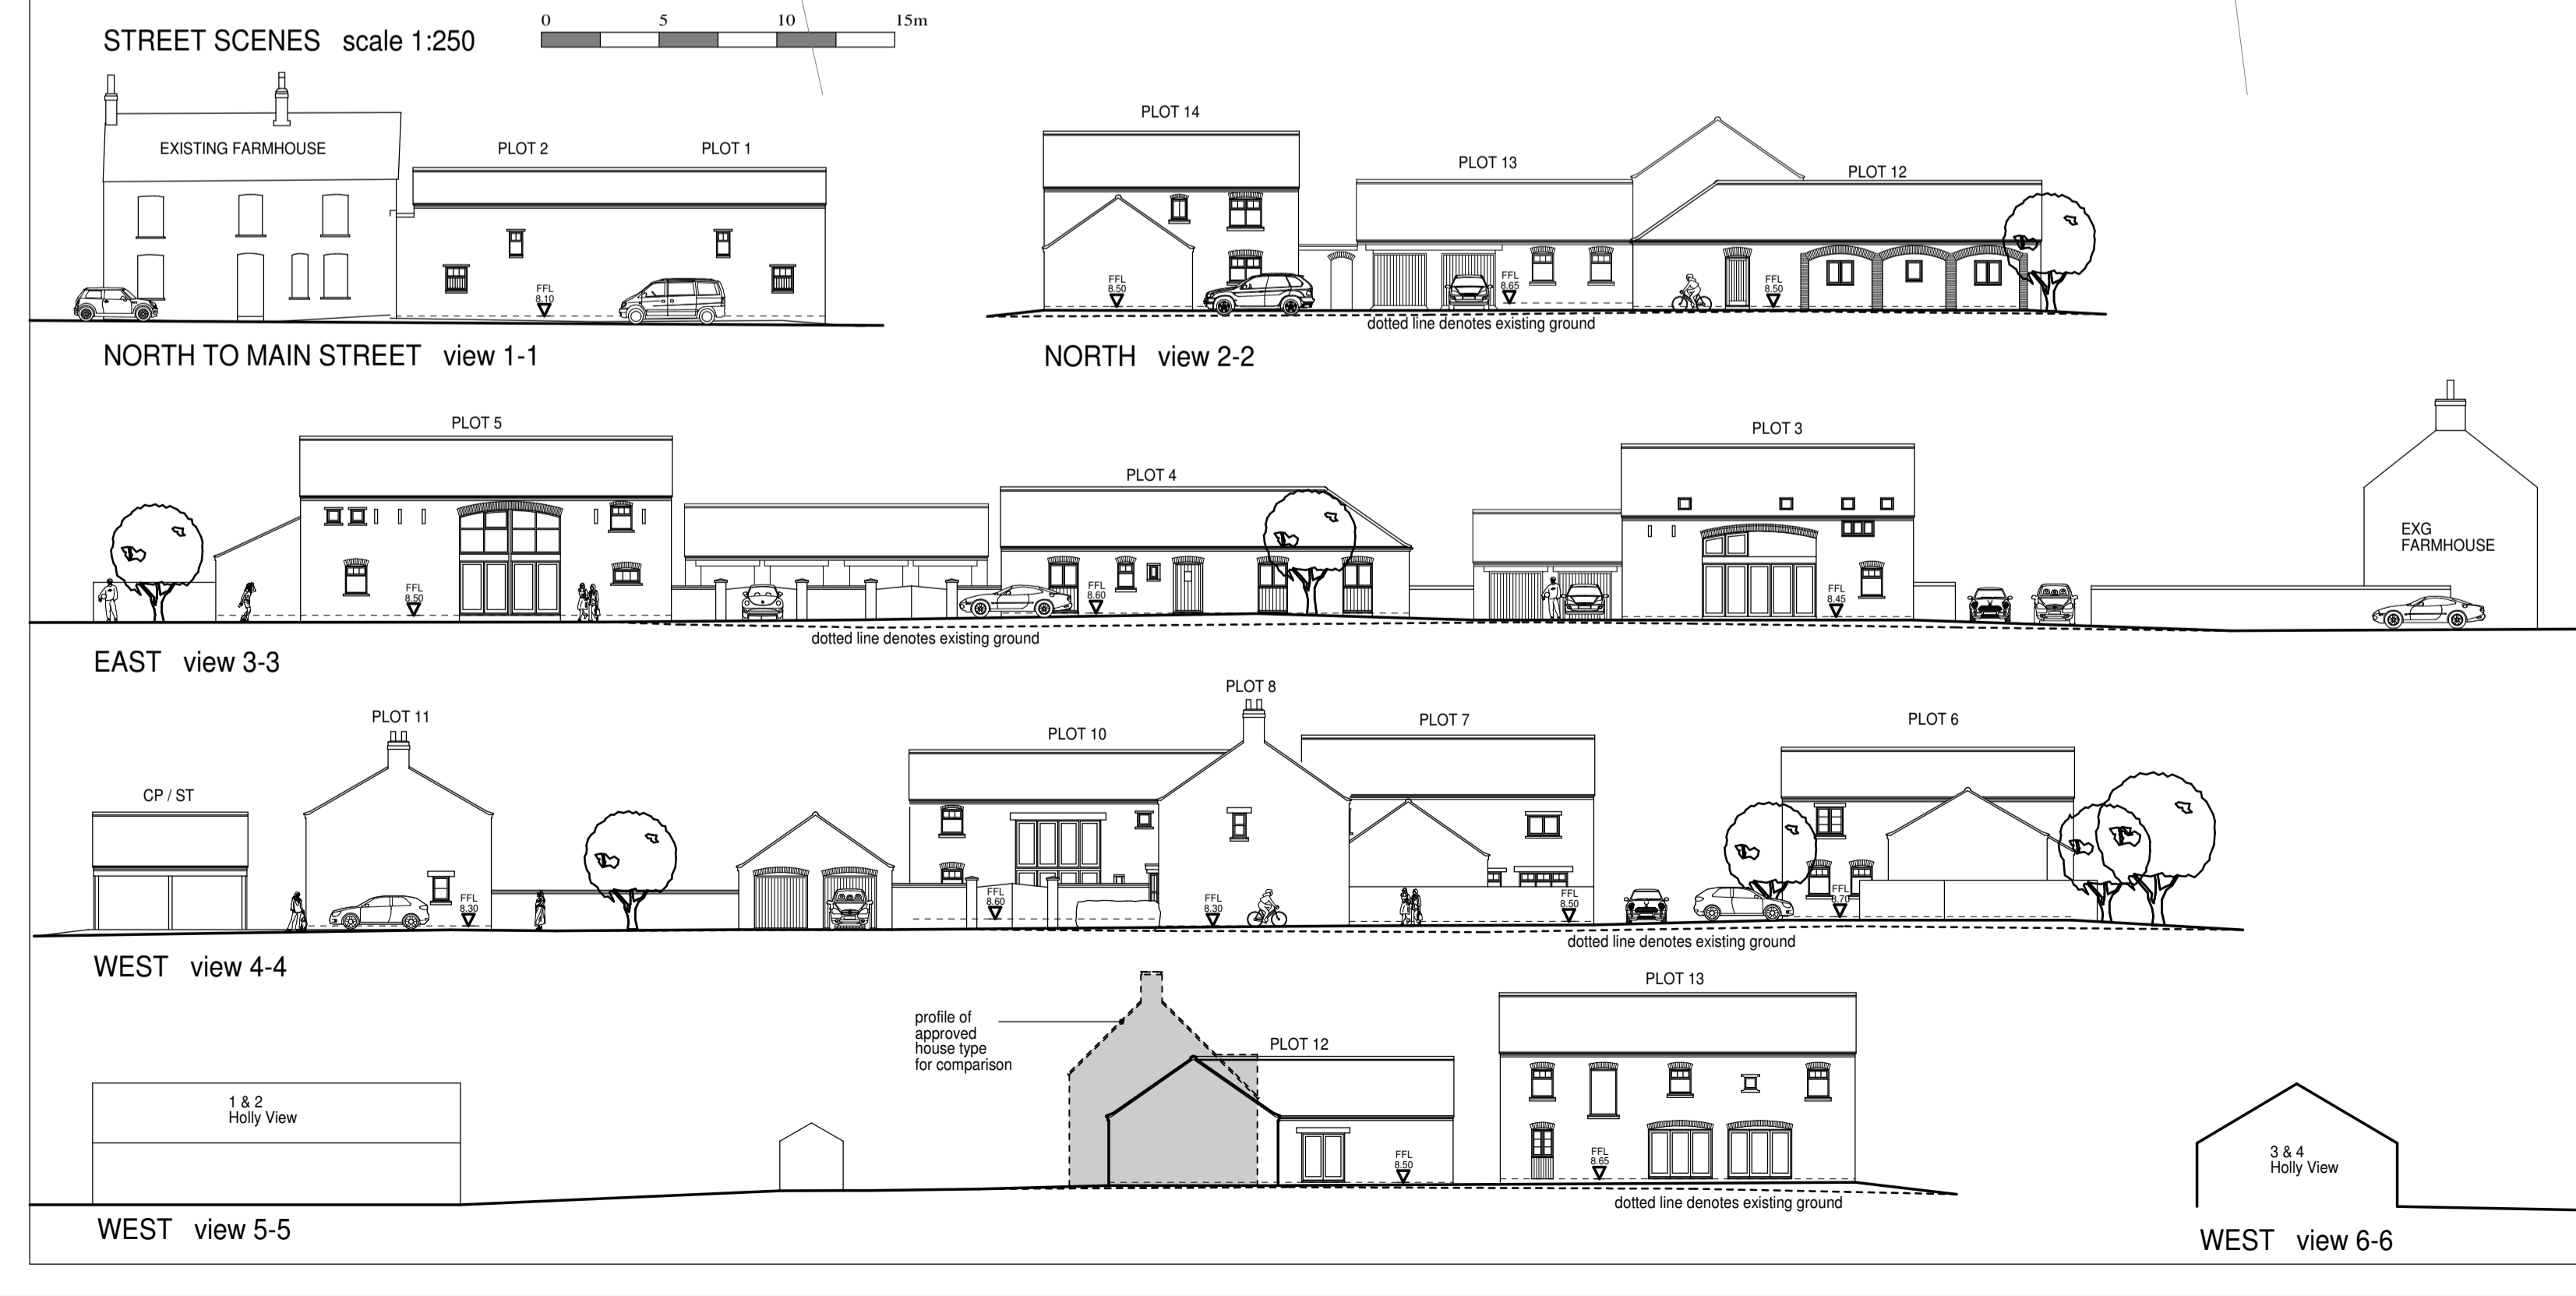 0 5 10 15m
STREET SCENES scale 1:250
EXISTING FARMHOUSE
PLOT 2
PLOT 1
FFL
8.10
NORTH TO MAIN STREET view 1-1
PLOT 14
PLOT 13
PLOT 12
FFL
8.50
FFL
8.65
FFL
8.50
dotted line denotes existing ground
NORTH view 2-2
PLOT 5
PLOT 4
PLOT 3
FFL
8.50
FFL
8.60
FFL
8.45
EXG
FARMHOUSE
dotted line denotes existing ground
EAST view 3-3
CP / ST
PLOT 11
PLOT 10
PLOT 8
PLOT 7
PLOT 6
FFL
8.30
FFL
8.60
FFL
8.30
FFL
8.50
FFL
8.70
dotted line denotes existing ground
WEST view 4-4
1 & 2
Holly View
profile of
approved
house type
for comparison
PLOT 12
PLOT 13
FFL
8.50
FFL
8.65
dotted line denotes existing ground
WEST view 5-5
3 & 4
Holly View
WEST view 6-6